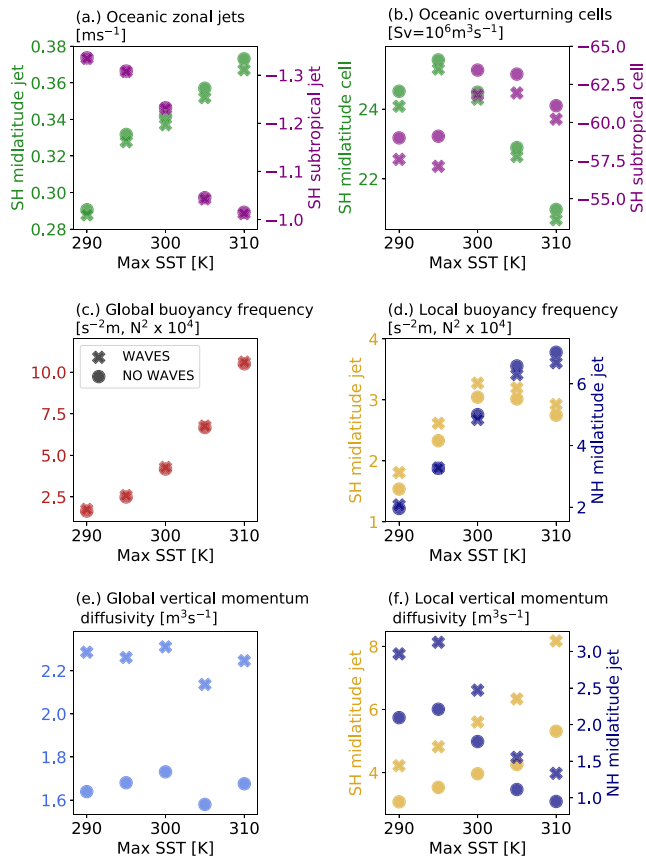 (a.) Oceanic zonal jets
[ms⁻¹]
SH midlatitude jet
0.38
0.36
0.34
0.32
0.30
0.28
−1.3
−1.2
−1.1
−1.0
SH subtropical jet
290
300
310
Max SST [K]
(b.) Oceanic overturning cells
[Sv=10⁶m³s⁻¹]
SH midlatitude cell
24
22
−65.0
−62.5
−60.0
−57.5
−55.0
SH subtropical cell
290
300
310
Max SST [K]
(c.) Global buoyancy frequency
[s⁻²m, N² x 10⁴]
10.0
7.5
5.0
2.5
WAVES
NO WAVES
290
295
300
305
310
Max SST [K]
(d.) Local buoyancy frequency
[s⁻²m, N² x 10⁴]
SH midlatitude jet
4
3
2
1
6
4
2
NH midlatitude jet
290
300
310
Max SST [K]
(e.) Global vertical momentum
diffusivity [m³s⁻¹]
2.2
2.0
1.8
1.6
290
295
300
305
310
Max SST [K]
(f.) Local vertical momentum
diffusivity [m³s⁻¹]
SH midlatitude jet
8
6
4
3.0
2.5
2.0
1.5
1.0
NH midlatitude jet
290
300
310
Max SST [K]